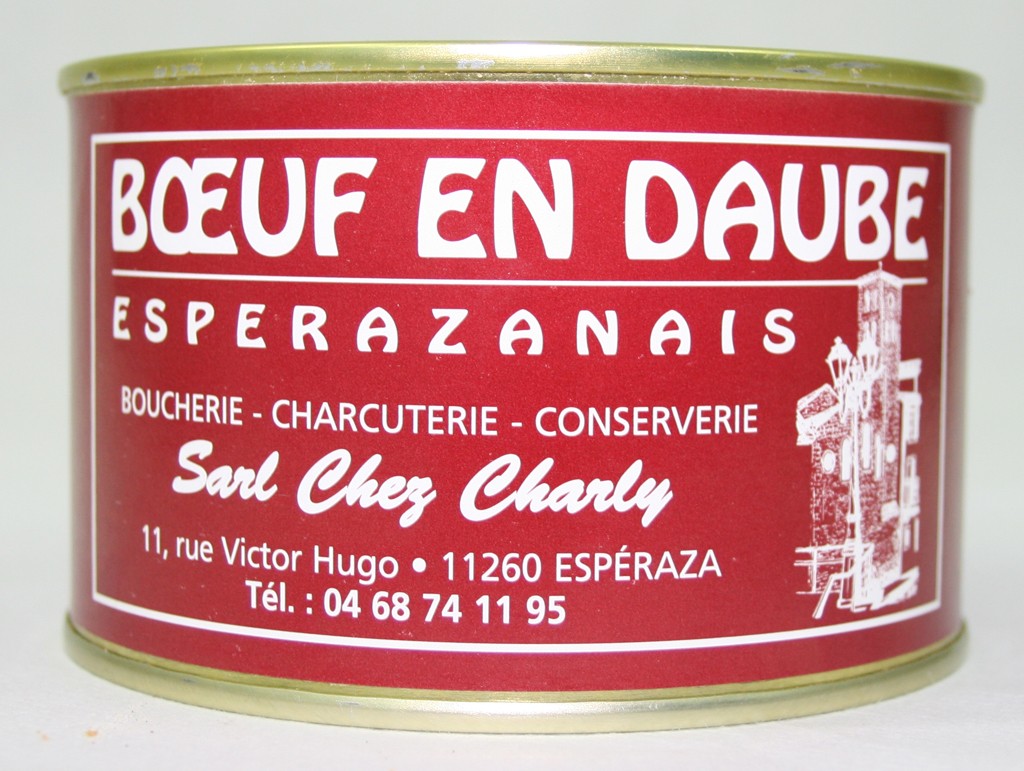 BŒUF EN DAUBE
ESPERAZANAIS
BOUCHERIE - CHARCUTERIE - CONSERVERIE
Sarl Chez Charly
11, rue Victor Hugo • 11260 ESPÉRAZA
Tél. : 04 68 74 11 95